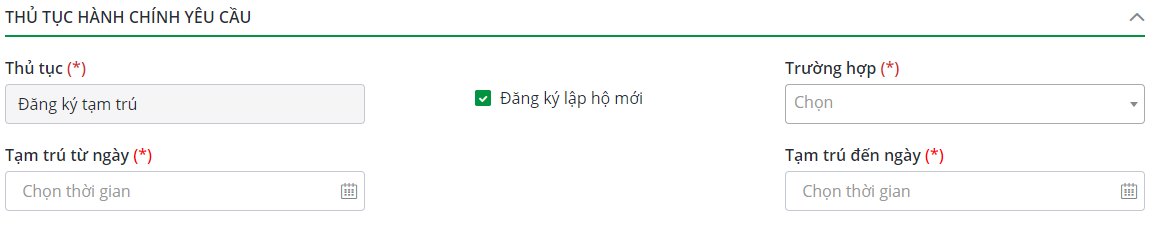 THỦ TỤC HÀNH CHÍNH YÊU CẦU
Thủ tục (*)
Trường hợp (*)
Đăng ký tạm trú
Đăng ký lập hộ mới
Chọn
Tạm trú từ ngày (*)
Tạm trú đến ngày (*)
Chọn thời gian
Chọn thời gian